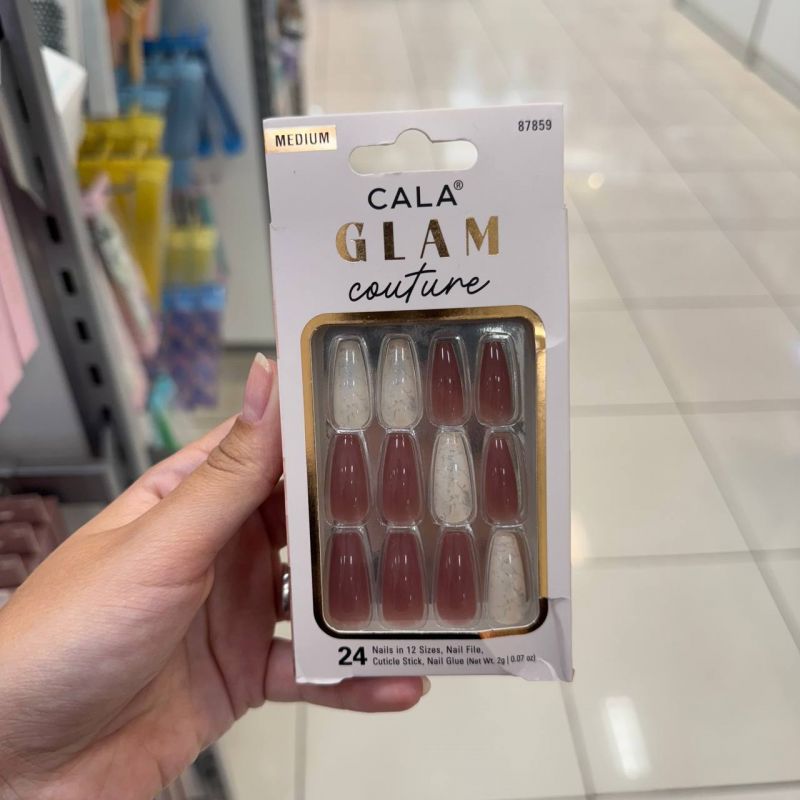 MEDIUM
87859
CALA®
GLAM
couture
24 Nails in 12 Sizes, Nail File,
Cuticle Stick, Nail Glue (Net Wt. 2g | 0.07 oz)